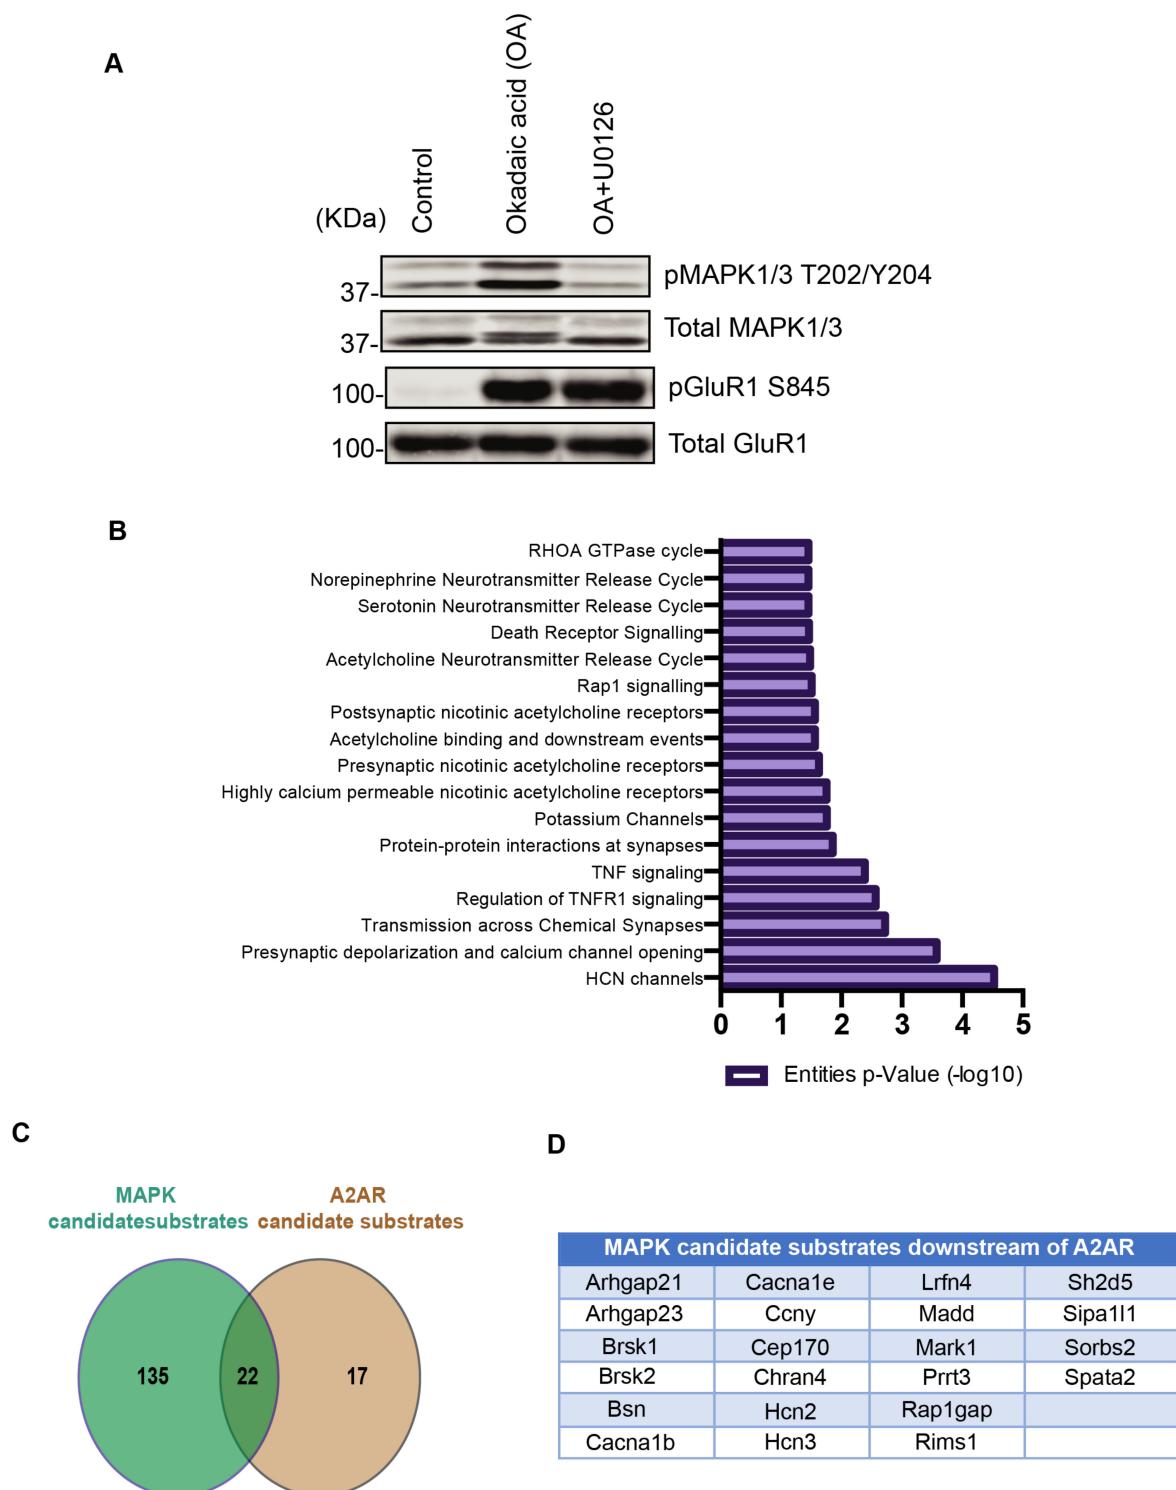 A
Control
Okadaic acid (OA)
OA+U0126
(KDa)
37-
pMAPK1/3 T202/Y204
37-
Total MAPK1/3
100-
pGluR1 S845
100-
Total GluR1
B
RHOA GTPase cycle
Norepinephrine Neurotransmitter Release Cycle
Serotonin Neurotransmitter Release Cycle
Death Receptor Signalling
Acetylcholine Neurotransmitter Release Cycle
Rap1 signalling
Postsynaptic nicotinic acetylcholine receptors
Acetylcholine binding and downstream events
Presynaptic nicotinic acetylcholine receptors
Highly calcium permeable nicotinic acetylcholine receptors
Potassium Channels
Protein-protein interactions at synapses
TNF signaling
Regulation of TNFR1 signaling
Transmission across Chemical Synapses
Presynaptic depolarization and calcium channel opening
HCN channels
0 1 2 3 4 5
Entities p-Value (-log10)
C
MAPK
candidatesubstrates
A2AR
candidate substrates
135 22 17
D
MAPK candidate substrates downstream of A2AR
Arhgap21 Cacna1e Lrfn4 Sh2d5
Arhgap23 Ccny Madd Sipa1l1
Brsk1 Cep170 Mark1 Sorbs2
Brsk2 Chran4 Prrt3 Spata2
Bsn Hcn2 Rap1gap
Cacna1b Hcn3 Rims1